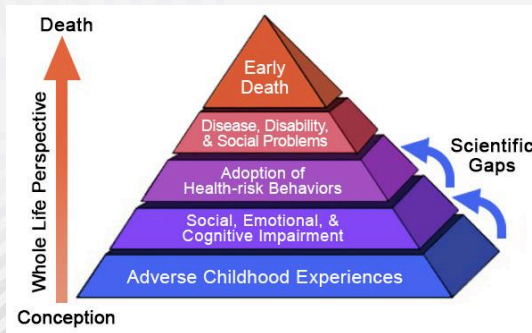 Death
Whole Life Perspective
Conception
Early
Death
Disease, Disability,
& Social Problems
Adoption of
Health-risk Behaviors
Social, Emotional, &
Cognitive Impairment
Adverse Childhood Experiences
Scientific
Gaps